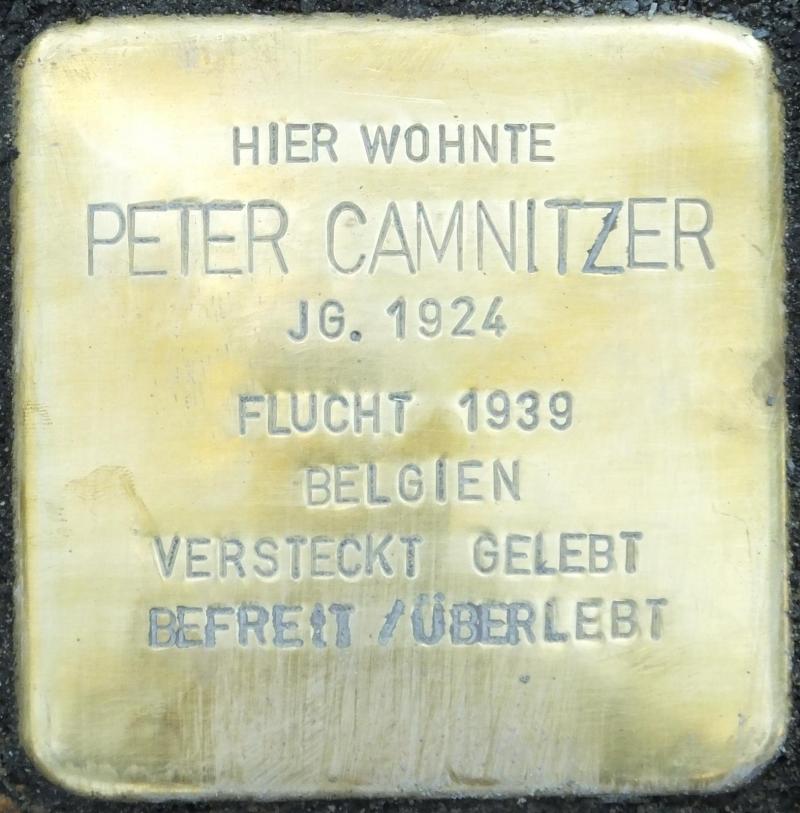 HIER WOHNTE
PETER CAMNITZER
JG. 1924
FLUCHT 1939
BELGIEN
VERSTECKT GELEBT
BEFREIT / ÜBERLEBT